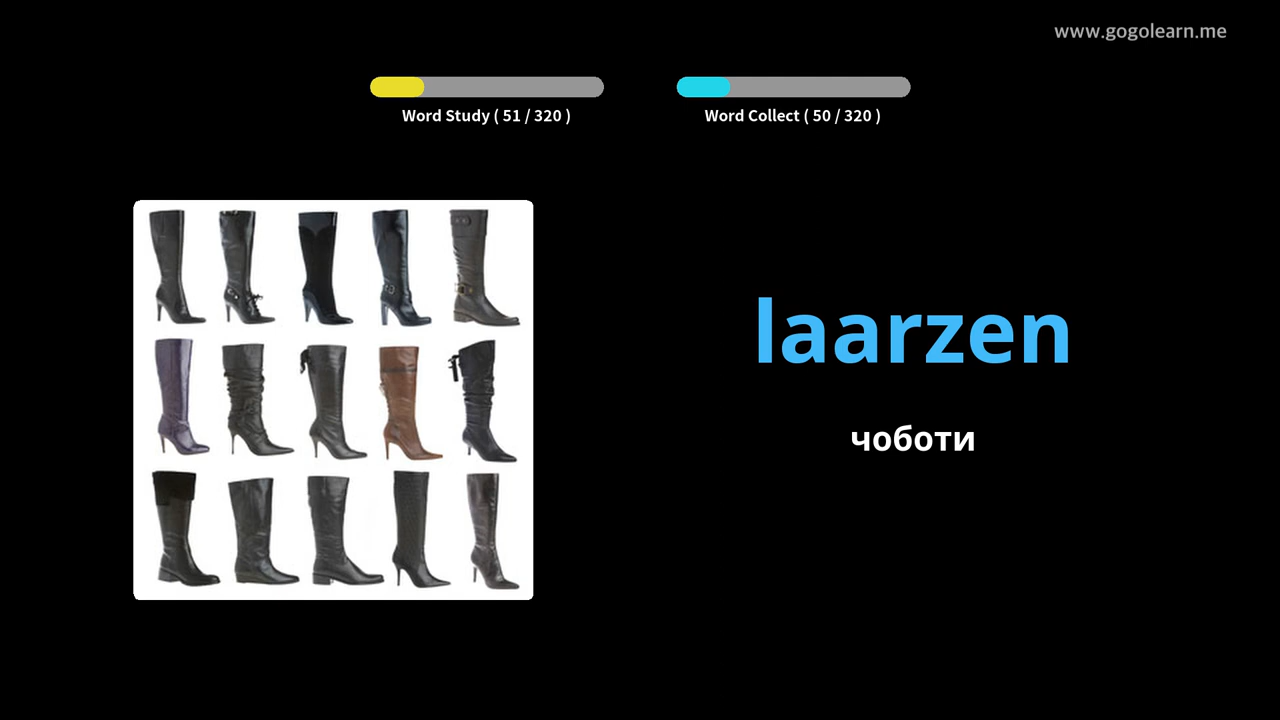 www.gogolearn.me
Word Study ( 51 / 320 )
Word Collect ( 50 / 320 )
laarzen
чоботи